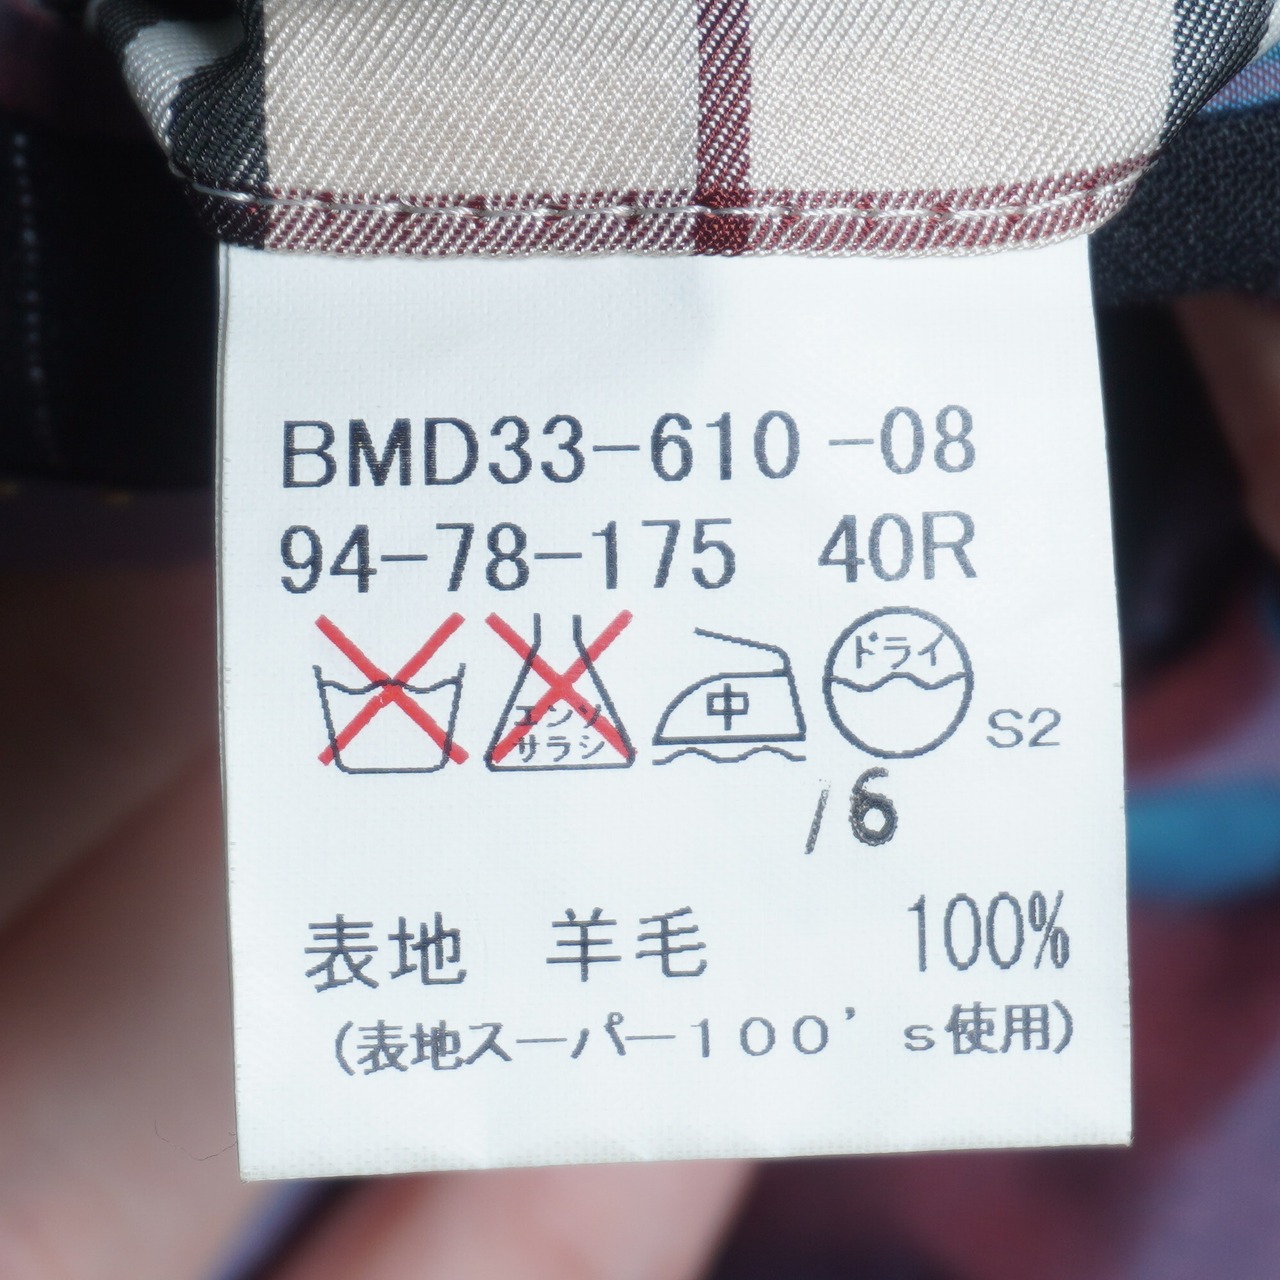 BMD33-610-08
94-78-175 40R
エンソ
サラシ
中
ドライ
S2
/6
表地 羊毛 100%
(表地スーパー100's使用)